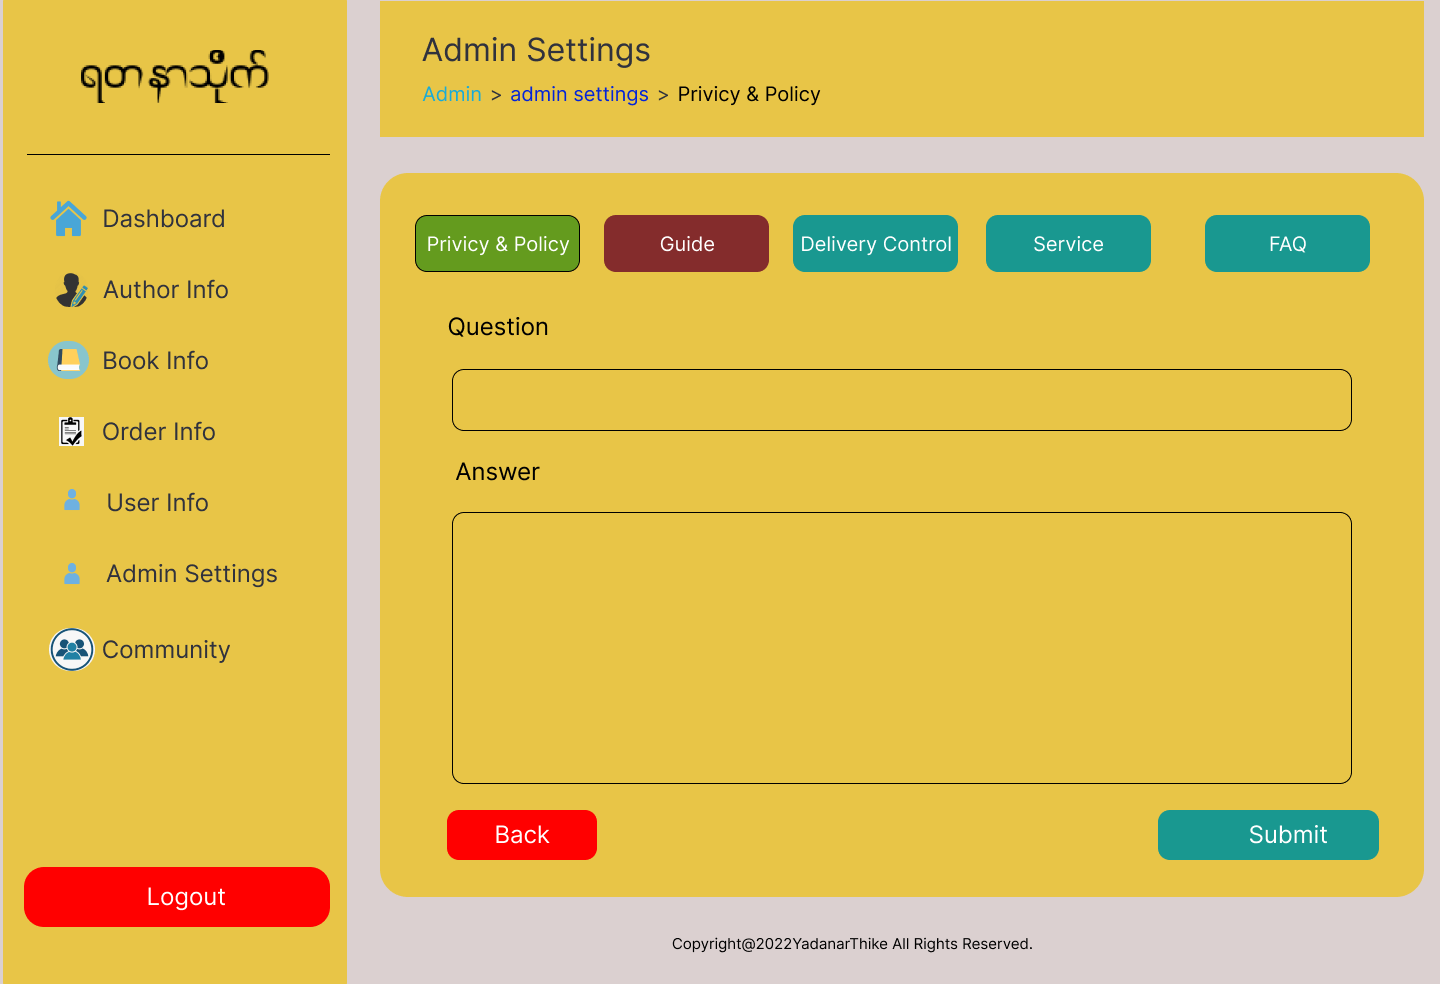 ရတနာသိုက်
Dashboard
Author Info
Book Info
Order Info
User Info
Admin Settings
Community
Logout
Admin Settings
Admin > admin settings > Privicy & Policy
Privicy & Policy Guide Delivery Control Service FAQ
Question
Answer
Back Submit
Copyright@2022YadanarThike All Rights Reserved.